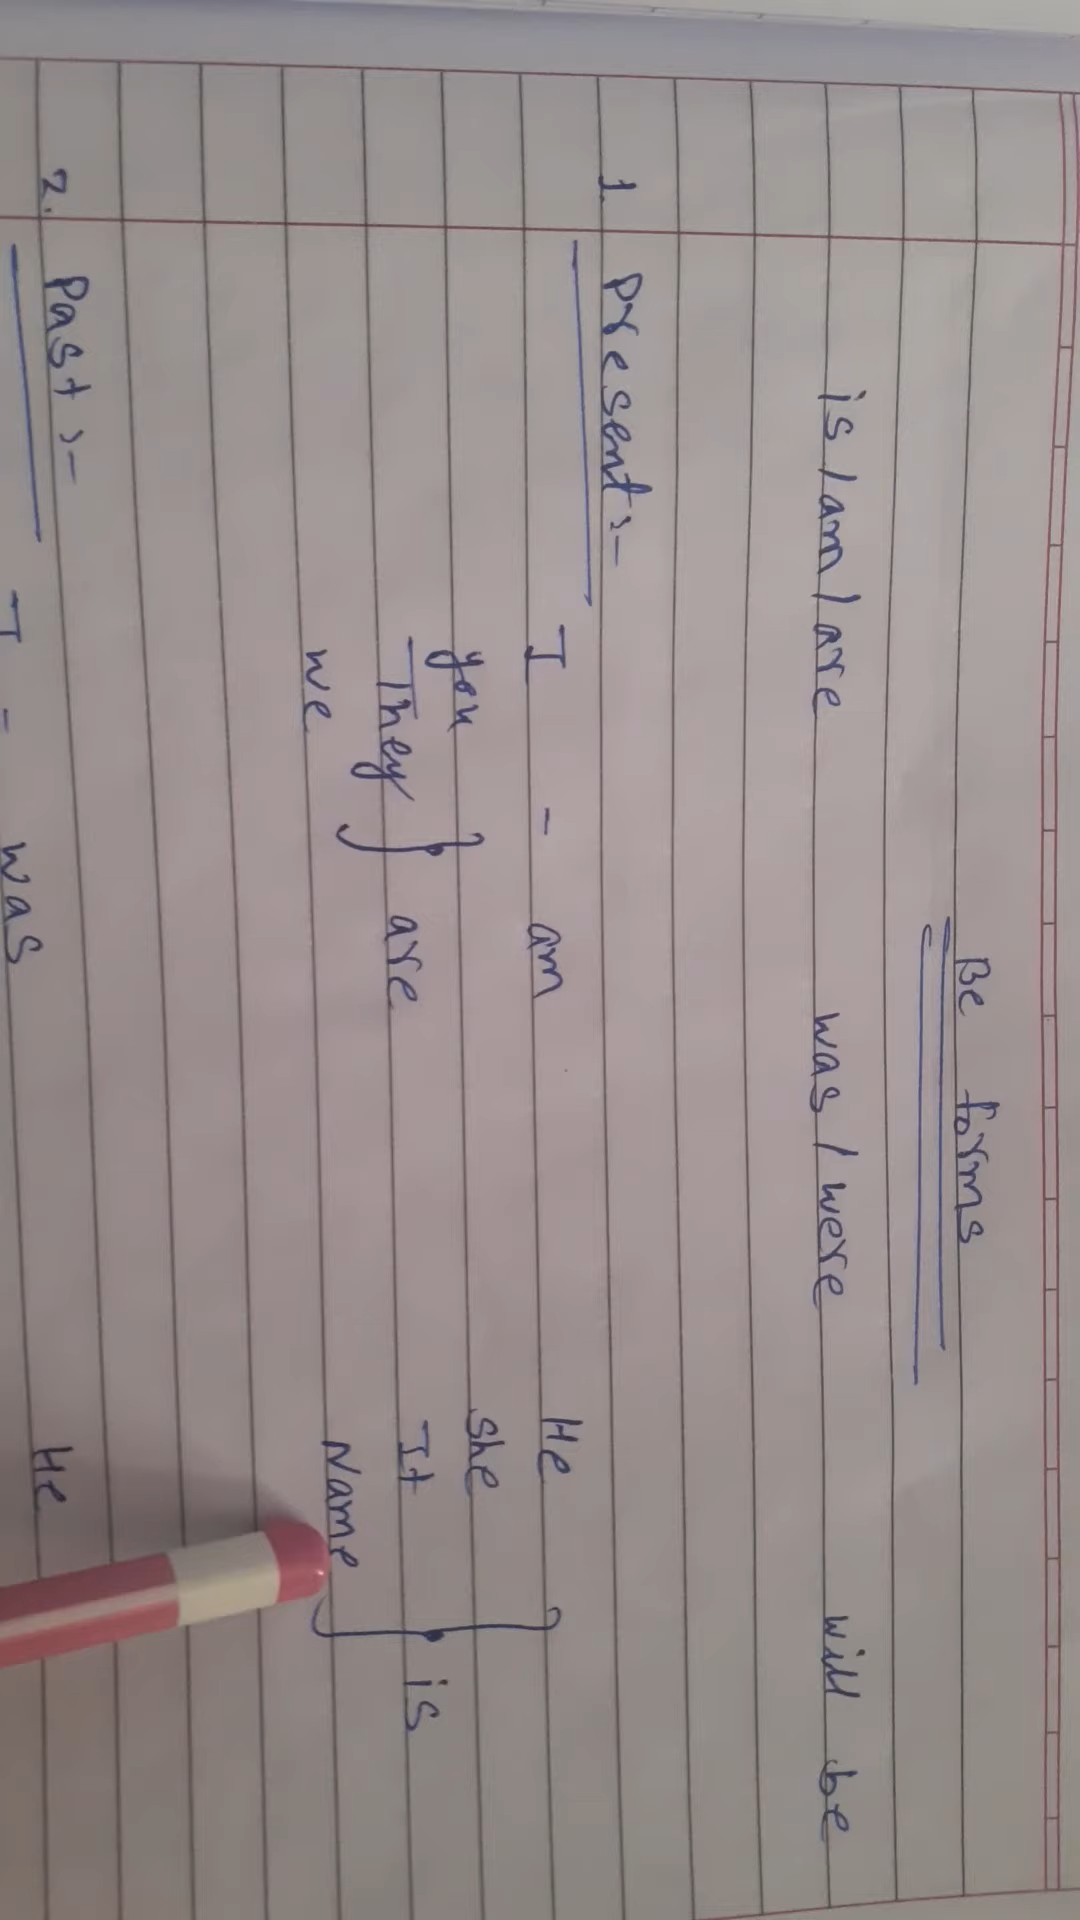 Be forms
is / am / are was / were will be
1. Present :-
I - am He
you She
They } are It } is
we Name
2. Past :-
I - was He